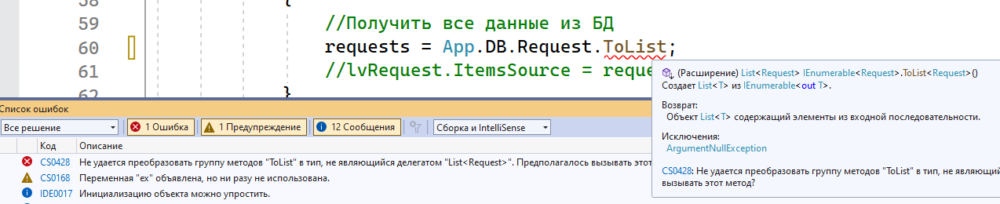 58 {
59 //Получить все данные из БД
60 requests = App.DB.Request.ToList;
61 //lvRequest.ItemsSource = reque
62 }
(Расширение) List<Request> IEnumerable<Request>.ToList<Request>()
Создает List<T> из IEnumerable<out T>.
Возврат:
Объект List<T> содержащий элементы из входной последовательности.
Исключения:
ArgumentNullException
CS0428: Не удается преобразовать группу методов "ToList" в тип, не являющий
вызывать этот метод?
Список ошибок
Все решение 1 Ошибка 1 Предупреждение 12 Сообщения Сборка и IntelliSense
Код Описание
CS0428 Не удается преобразовать группу методов "ToList" в тип, не являющийся делегатом "List<Request>". Предполагалось вызывать этот
CS0168 Переменная "ex" объявлена, но ни разу не использована.
IDE0017 Инициализацию объекта можно упростить.